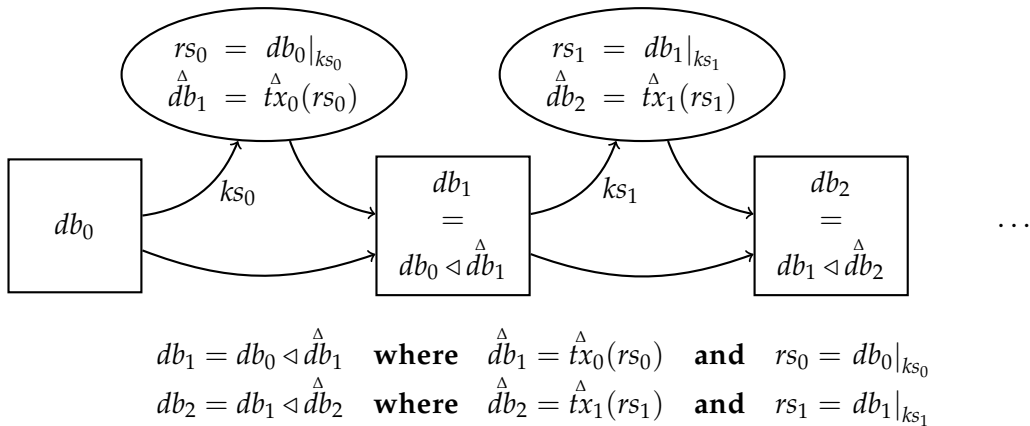 rs₀ = db₀|ks₀
d̂b₁ = t̂x₀(rs₀)
rs₁ = db₁|ks₁
d̂b₂ = t̂x₁(rs₁)
ks₀
ks₁
db₀
db₁
=
db₀ ◁ d̂b₁
db₂
=
db₁ ◁ d̂b₂
...
db₁ = db₀ ◁ d̂b₁ where d̂b₁ = t̂x₀(rs₀) and rs₀ = db₀|ks₀
db₂ = db₁ ◁ d̂b₂ where d̂b₂ = t̂x₁(rs₁) and rs₁ = db₁|ks₁